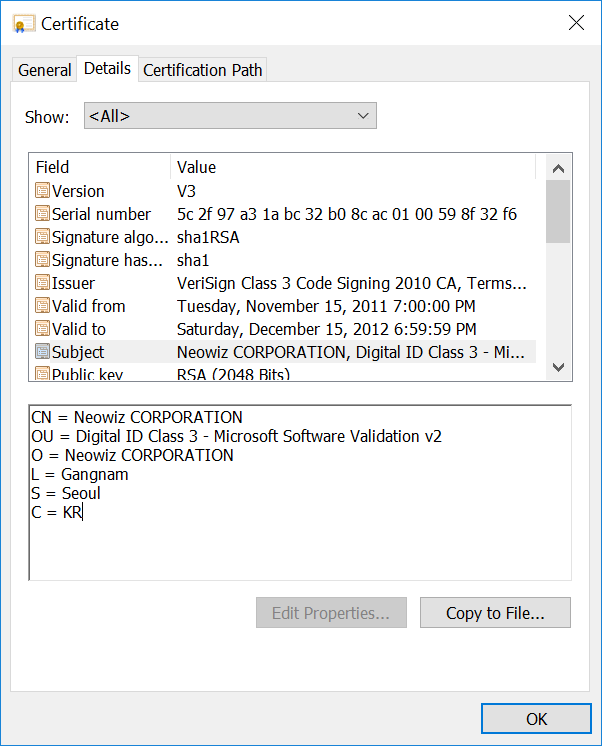 Certificate
General Details Certification Path
Show: <All>
Field Value
Version V3
Serial number 5c 2f 97 a3 1a bc 32 b0 8c ac 01 00 59 8f 32 f6
Signature algo... sha1RSA
Signature has... sha1
Issuer VeriSign Class 3 Code Signing 2010 CA, Terms...
Valid from Tuesday, November 15, 2011 7:00:00 PM
Valid to Saturday, December 15, 2012 6:59:59 PM
Subject Neowiz CORPORATION, Digital ID Class 3 - Mi...
Public key RSA (2048 Bits)
CN = Neowiz CORPORATION
OU = Digital ID Class 3 - Microsoft Software Validation v2
O = Neowiz CORPORATION
L = Gangnam
S = Seoul
C = KR
Edit Properties... Copy to File...
OK